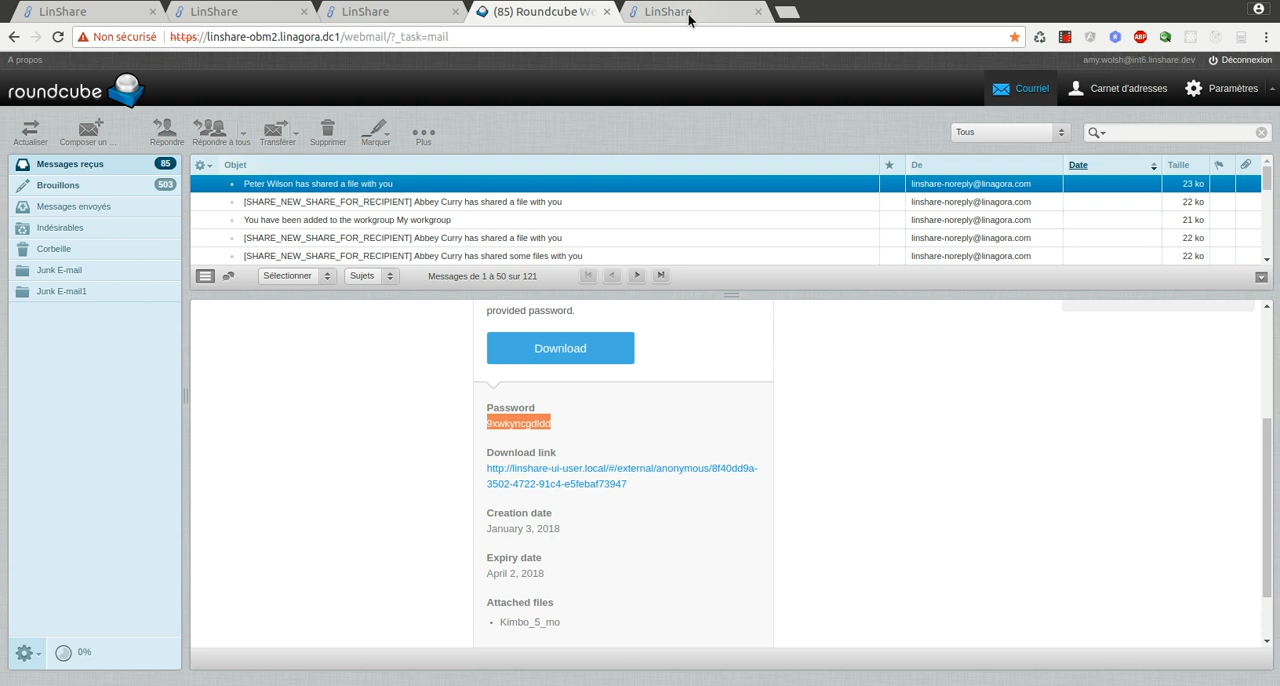 LinShare
LinShare
LinShare
(85) Roundcube We
LinShare
Non sécurisé
https://linshare-obm2.linagora.dc1/webmail/?_task=mail
ABP
A propos
amy.wolsh@int6.linshare.dev
Déconnexion
roundcube
Courriel
Carnet d'adresses
Paramètres
Actualiser
Composer un ...
Répondre
Répondre à tous
Transférer
Supprimer
Marquer
Plus
Tous
Messages reçus 85
Brouillons 503
Messages envoyés
Indésirables
Corbeille
Junk E-mail
Junk E-mail1
0%
Objet De Date Taille
Peter Wilson has shared a file with you linshare-noreply@linagora.com 23 ko
[SHARE_NEW_SHARE_FOR_RECIPIENT] Abbey Curry has shared a file with you linshare-noreply@linagora.com 22 ko
You have been added to the workgroup My workgroup linshare-noreply@linagora.com 21 ko
[SHARE_NEW_SHARE_FOR_RECIPIENT] Abbey Curry has shared a file with you linshare-noreply@linagora.com 22 ko
[SHARE_NEW_SHARE_FOR_RECIPIENT] Abbey Curry has shared some files with you linshare-noreply@linagora.com 22 ko
Sélectionner
Sujets
Messages de 1 à 50 sur 121
provided password.
Download
Password
9xwkyncgdldd
Download link
http://linshare-ui-user.local/#/external/anonymous/8f40dd9a-
3502-4722-91c4-e5febaf73947
Creation date
January 3, 2018
Expiry date
April 2, 2018
Attached files
• Kimbo_5_mo